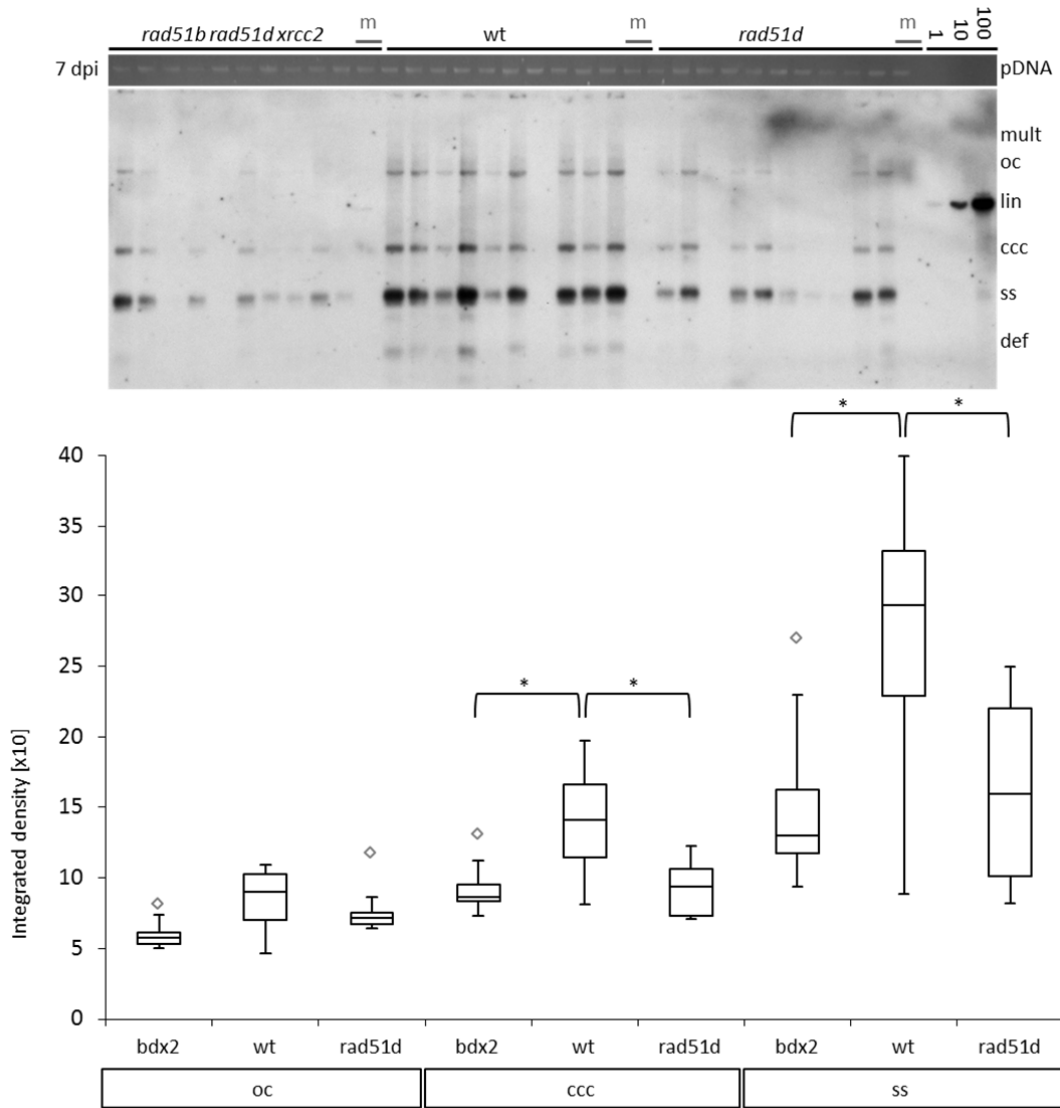 m m m 1 10 100
rad51b rad51d xrcc2 wt rad51d
7 dpi pDNA
mult
oc
lin
ccc
ss
def
* *
40
35
30
25
* *
20
15
10
5
0
Integrated density [x10]
bdx2 wt rad51d bdx2 wt rad51d bdx2 wt rad51d
oc ccc ss